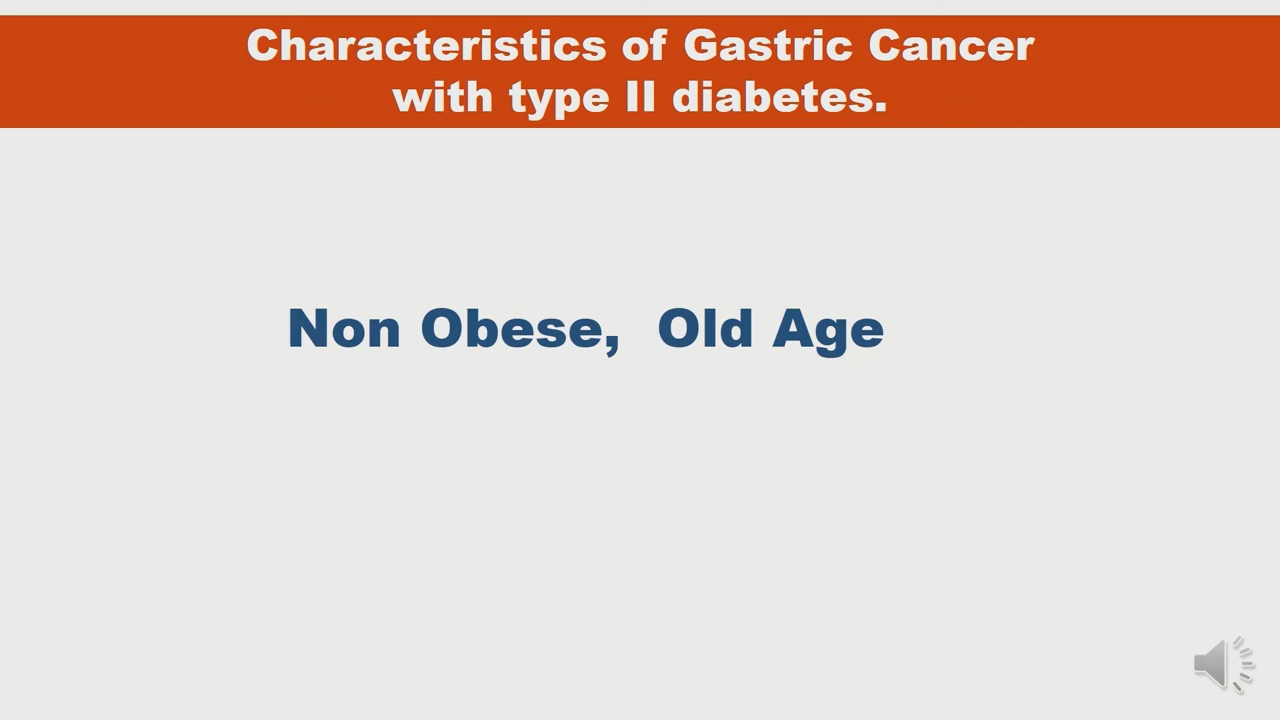 Characteristics of Gastric Cancer
with type II diabetes.
Non Obese,  Old Age